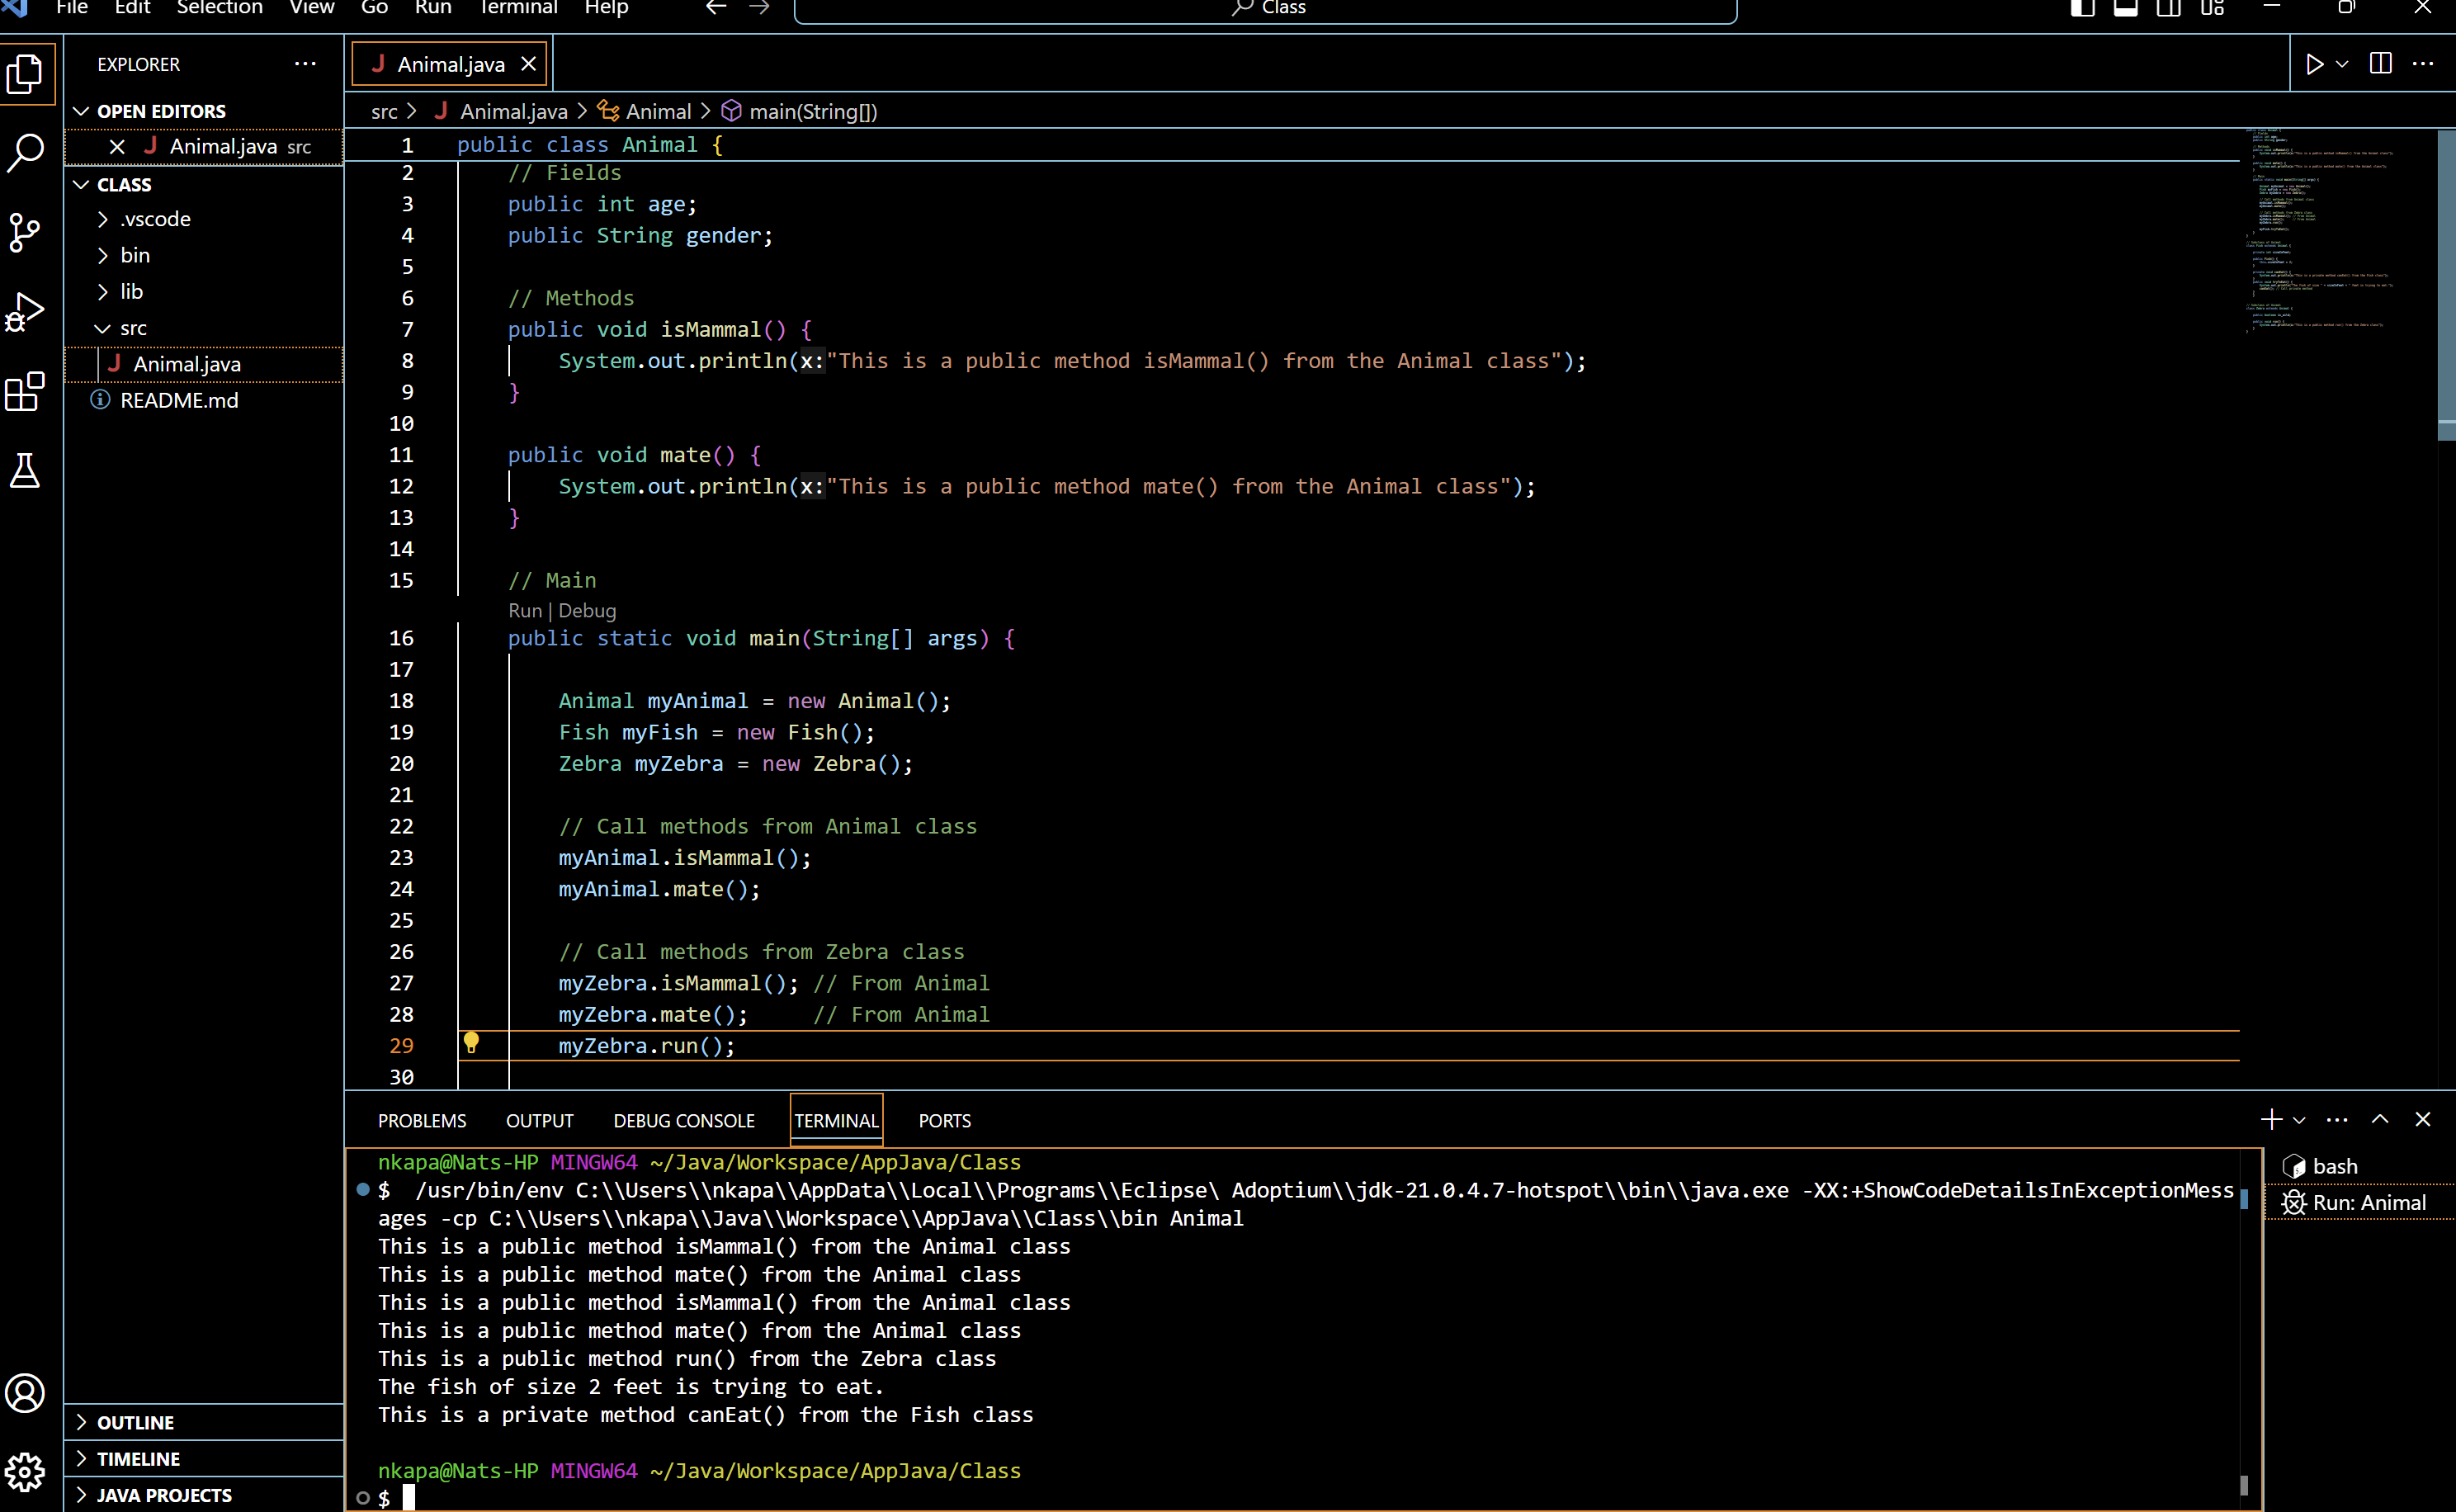 File Edit Selection View Go Run Terminal Help
Class
EXPLORER
OPEN EDITORS
Animal.java src
CLASS
.vscode
bin
lib
src
Animal.java
README.md
OUTLINE
TIMELINE
JAVA PROJECTS
Animal.java
src > Animal.java > Animal > main(String[])
1 public class Animal {
2 // Fields
3 public int age;
4 public String gender;
5
6 // Methods
7 public void isMammal() {
8 System.out.println(x:"This is a public method isMammal() from the Animal class");
9 }
10
11 public void mate() {
12 System.out.println(x:"This is a public method mate() from the Animal class");
13 }
14
15 // Main
Run | Debug
16 public static void main(String[] args) {
17
18 Animal myAnimal = new Animal();
19 Fish myFish = new Fish();
20 Zebra myZebra = new Zebra();
21
22 // Call methods from Animal class
23 myAnimal.isMammal();
24 myAnimal.mate();
25
26 // Call methods from Zebra class
27 myZebra.isMammal(); // From Animal
28 myZebra.mate(); // From Animal
29 myZebra.run();
30
PROBLEMS OUTPUT DEBUG CONSOLE TERMINAL PORTS
nkapa@Nats-HP MINGW64 ~/Java/Workspace/AppJava/Class
$ /usr/bin/env C:\\Users\\nkapa\\AppData\\Local\\Programs\\Eclipse\ Adoptium\\jdk-21.0.4.7-hotspot\\bin\\java.exe -XX:+ShowCodeDetailsInExceptionMess
ages -cp C:\\Users\\nkapa\\Java\\Workspace\\AppJava\\Class\\bin Animal
This is a public method isMammal() from the Animal class
This is a public method mate() from the Animal class
This is a public method isMammal() from the Animal class
This is a public method mate() from the Animal class
This is a public method run() from the Zebra class
The fish of size 2 feet is trying to eat.
This is a private method canEat() from the Fish class
nkapa@Nats-HP MINGW64 ~/Java/Workspace/AppJava/Class
$
bash
Run: Animal